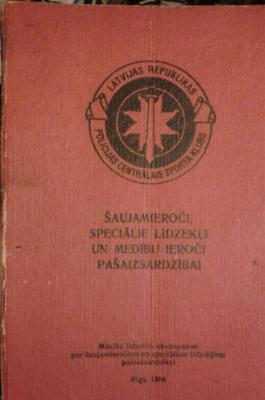 LATVIJAS REPUBLIKAS
POLICIJAS CENTRĀLAIS SPORTA KLUBS
ŠAUJAMIEROČI,
SPECIĀLIE LĪDZEKĻI
UN MEDĪBU IEROČI
PAŠAIZSARDZĪBAI
Mācību līdzeklis eksāmeniem
par šaujamieročiem un speciāliem līdzekļiem
pašaizsardzībai
Rīga 1994